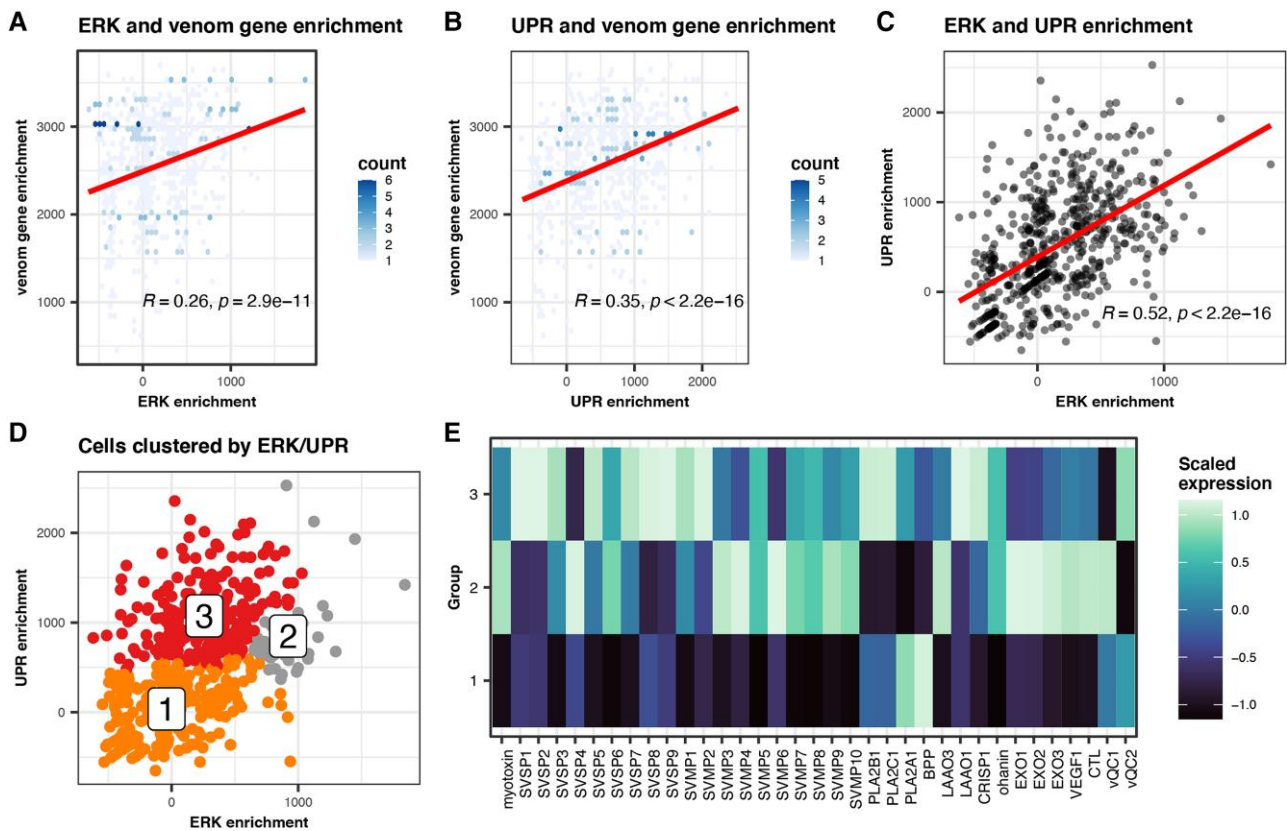 A
ERK and venom gene enrichment
venom gene enrichment
3000
2000
1000
0
1000
ERK enrichment
R = 0.26, p = 2.9e−11
count
6
5
4
3
2
1
B
UPR and venom gene enrichment
venom gene enrichment
3000
2000
1000
0
1000
2000
UPR enrichment
R = 0.35, p < 2.2e−16
count
5
4
3
2
1
C
ERK and UPR enrichment
UPR enrichment
2000
1000
0
0
1000
ERK enrichment
R = 0.52, p < 2.2e−16
D
Cells clustered by ERK/UPR
UPR enrichment
2000
1000
0
3
2
1
0
1000
ERK enrichment
E
Group
3
2
1
myotoxin
SVSP1
SVSP2
SVSP3
SVSP4
SVSP5
SVSP6
SVSP7
SVSP8
SVSP9
SVMP1
SVMP2
SVMP3
SVMP4
SVMP5
SVMP6
SVMP7
SVMP8
SVMP9
SVMP10
PLA2B1
PLA2C1
PLA2A1
BPP
LAAO3
LAAO1
CRISP1
ohanin
EXO1
EXO2
EXO3
VEGF1
CTL
vQC1
vQC2
Scaled
expression
1.0
0.5
0.0
−0.5
−1.0